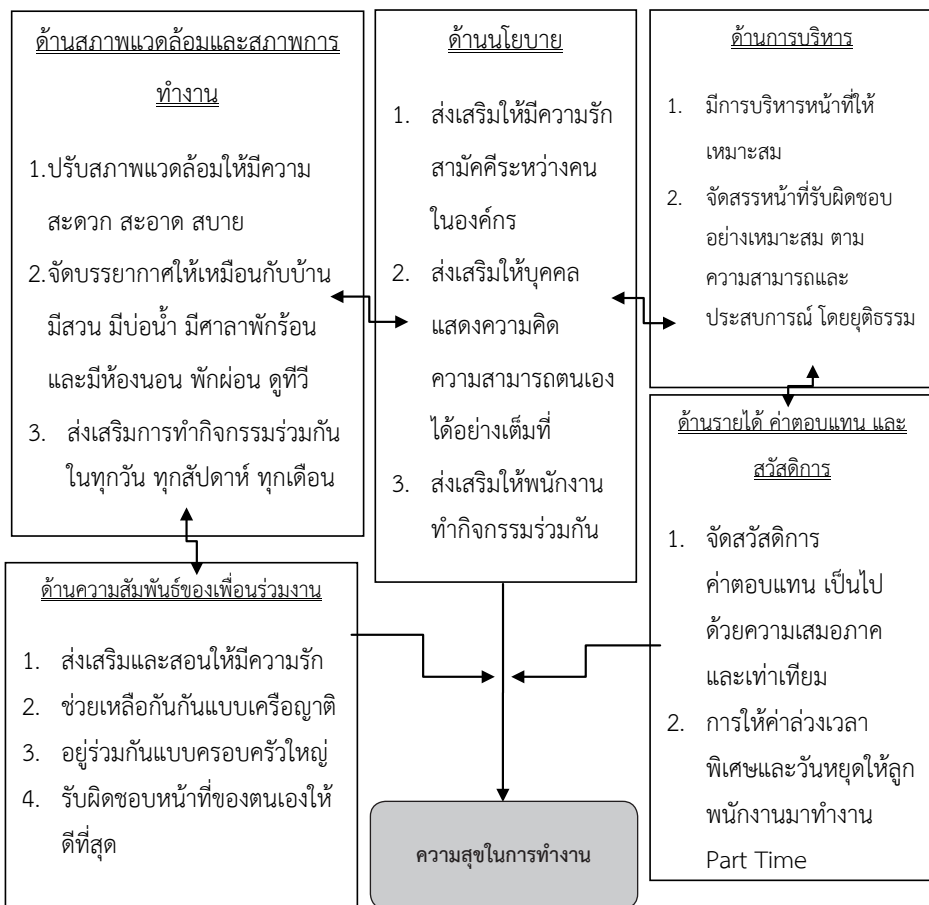 ด้านสภาพแวดล้อมและสภาพการ
ทำงาน
1.ปรับสภาพแวดล้อมให้มีความ
สะดวก สะอาด สบาย
2.จัดบรรยากาศให้เหมือนกับบ้าน
มีสวน มีบ่อน้ำ มีศาลาพักร้อน
และมีห้องนอน พักผ่อน ดูทีวี
3. ส่งเสริมการทำกิจกรรมร่วมกัน
ในทุกวัน ทุกสัปดาห์ ทุกเดือน
ด้านนโยบาย
1. ส่งเสริมให้มีความรัก
สามัคคีระหว่างคน
ในองค์กร
2. ส่งเสริมให้บุคคล
แสดงความคิด
ความสามารถตนเอง
ได้อย่างเต็มที่
3. ส่งเสริมให้พนักงาน
ทำกิจกรรมร่วมกัน
ด้านการบริหาร
1. มีการบริหารหน้าที่ให้
เหมาะสม
2. จัดสรรหน้าที่รับผิดชอบ
อย่างเหมาะสม ตาม
ความสามารถและ
ประสบการณ์ โดยยุติธรรม
ด้านความสัมพันธ์ของเพื่อนร่วมงาน
1. ส่งเสริมและสอนให้มีความรัก
2. ช่วยเหลือกันกันแบบเครือญาติ
3. อยู่ร่วมกันแบบครอบครัวใหญ่
4. รับผิดชอบหน้าที่ของตนเองให้
ดีที่สุด
ด้านรายได้ ค่าตอบแทน และ
สวัสดิการ
1. จัดสวัสดิการ
ค่าตอบแทน เป็นไป
ด้วยความเสมอภาค
และเท่าเทียม
2. การให้ค่าล่วงเวลา
พิเศษและวันหยุดให้ลูก
พนักงานมาทำงาน
Part Time
ความสุขในการทำงาน